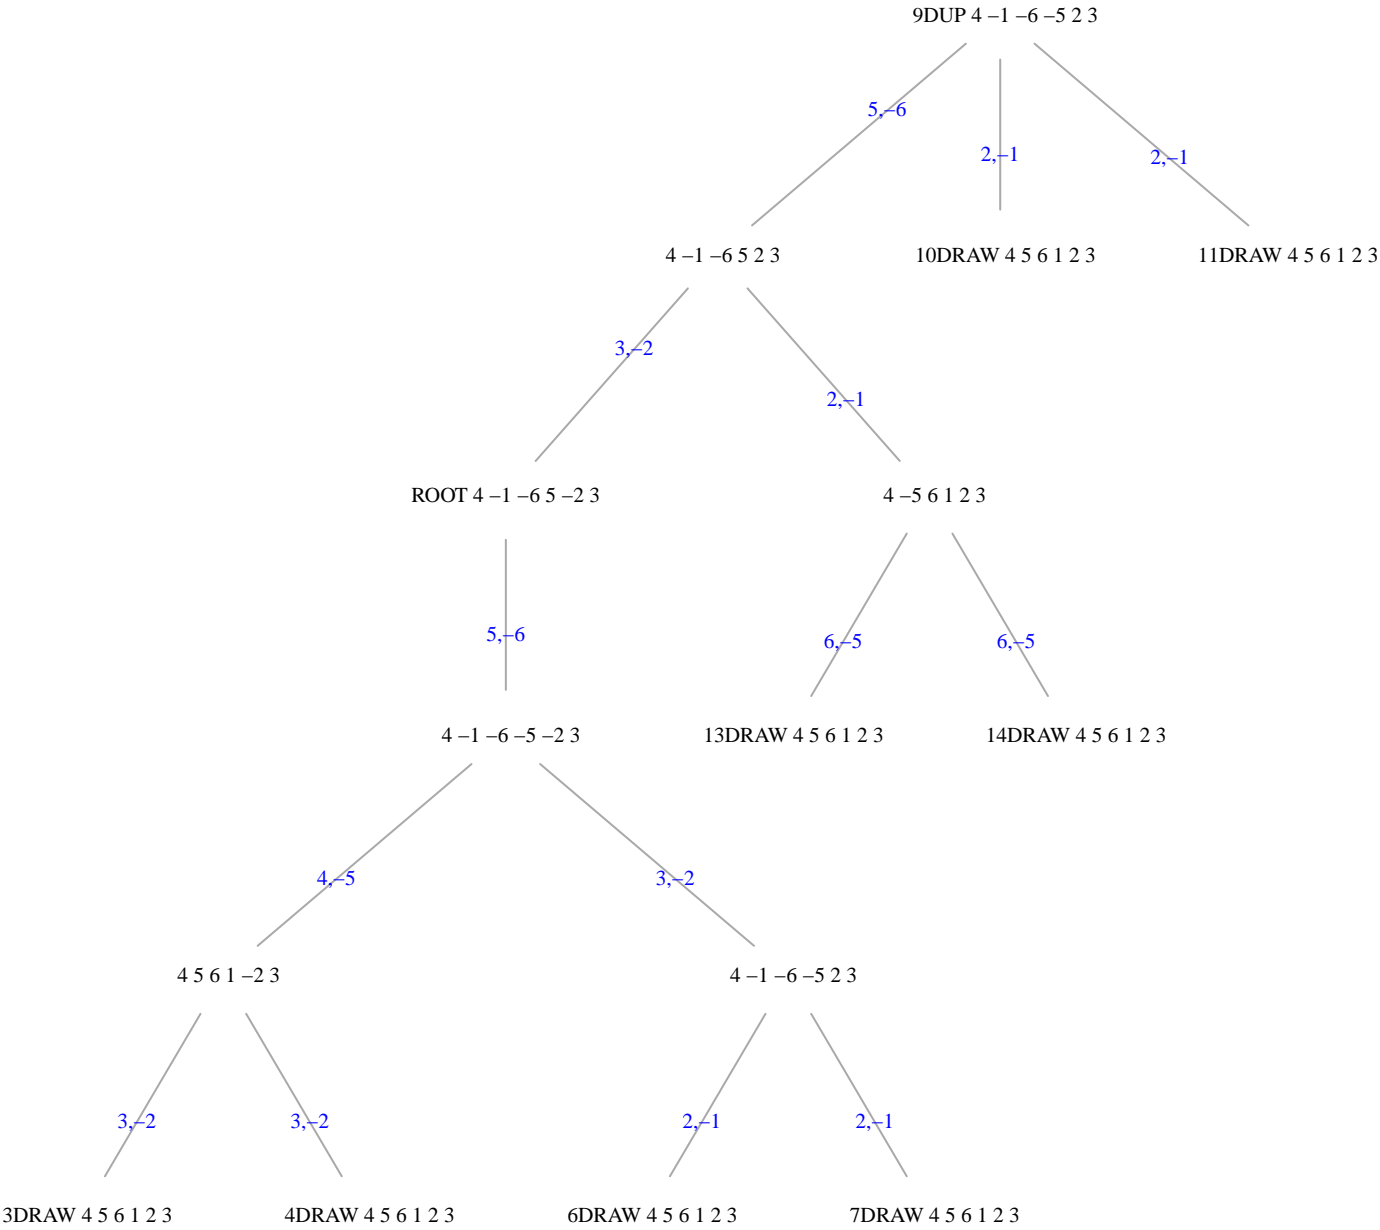 9DUP 4 –1 –6 –5 2 3
5,–6
2,–1
2,–1
4 –1 –6 5 2 3
10DRAW 4 5 6 1 2 3
11DRAW 4 5 6 1 2 3
3,–2
2,–1
ROOT 4 –1 –6 5 –2 3
4 –5 6 1 2 3
5,–6
6,–5
6,–5
4 –1 –6 –5 –2 3
13DRAW 4 5 6 1 2 3
14DRAW 4 5 6 1 2 3
4,–5
3,–2
4 5 6 1 –2 3
4 –1 –6 –5 2 3
3,–2
3,–2
2,–1
2,–1
3DRAW 4 5 6 1 2 3
4DRAW 4 5 6 1 2 3
6DRAW 4 5 6 1 2 3
7DRAW 4 5 6 1 2 3